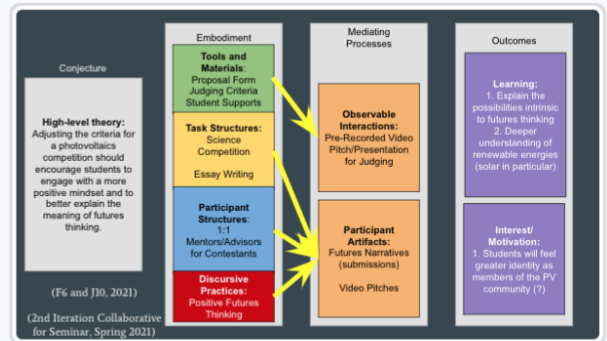 Conjecture
High-level theory:
Adjusting the criteria for
a photovoltaics
competition should
encourage students to
engage with a more
positive mindset and to
better explain the
meaning of futures
thinking.
(F6 and J10, 2021)
(2nd Iteration Collaborative
for Seminar, Spring 2021)
Embodiment
Tools and
Materials:
Proposal Form
Judging Criteria
Student Supports
Task Structures:
Science
Competition
Essay Writing
Participant
Structures:
1:1
Mentors/Advisors
for Contestants
Discursive
Practices:
Positive Futures
Thinking
Mediating
Processes
Observable
Interactions:
Pre-Recorded Video
Pitch/Presentation
for Judging
Participant
Artifacts:
Futures Narratives
(submissions)
Video Pitches
Outcomes
Learning:
1. Explain the
possibilities intrinsic
to futures thinking
2. Deeper
understanding of
renewable energies
(solar in particular)
Interest/
Motivation:
1. Students will feel
greater identity as
members of the PV
community (?)